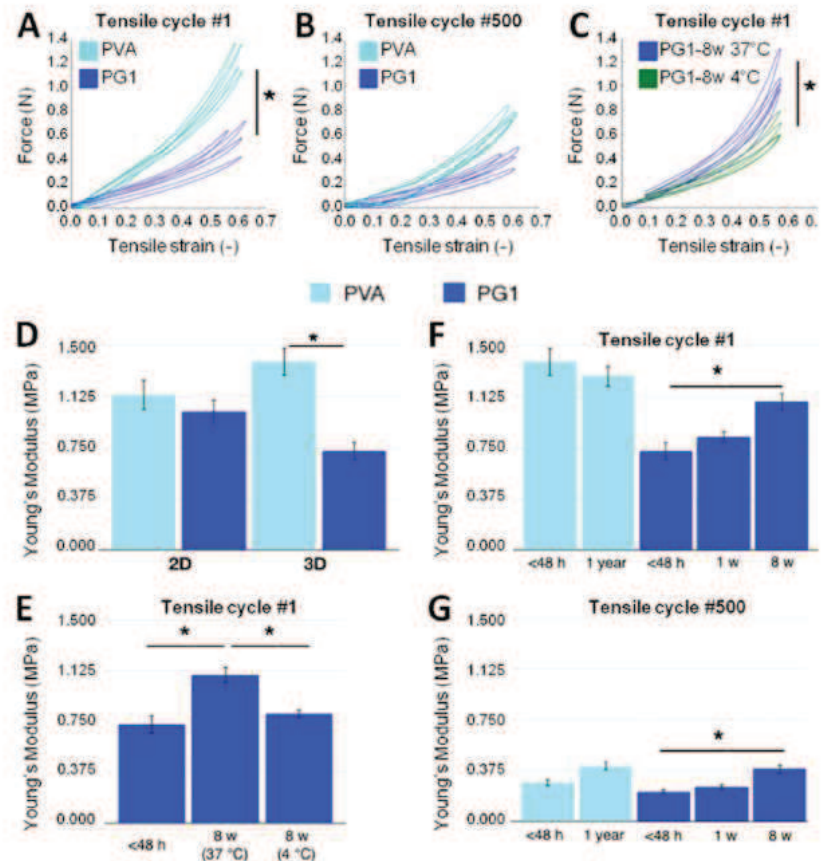 A Tensile cycle #1
1.4
1.2
1.0
0.8
0.6
0.4
0.2
0.0
Force (N)
PVA
PG1
*
0.0 0.1 0.2 0.3 0.4 0.5 0.6 0.7
Tensile strain (-)
B Tensile cycle #500
1.4
1.2
1.0
0.8
0.6
0.4
0.2
0.0
Force (N)
PVA
PG1
0.0 0.1 0.2 0.3 0.4 0.5 0.6 0.7
Tensile strain (-)
C Tensile cycle #1
1.4
1.2
1.0
0.8
0.6
0.4
0.2
0.0
Force (N)
PG1-8w 37°C
PG1-8w 4°C
*
0.0 0.1 0.2 0.3 0.4 0.5 0.6 0.
Tensile strain (-)
PVA PG1
D
1.500
1.125
0.750
0.375
0.000
Young's Modulus (MPa)
*
2D 3D
F Tensile cycle #1
1.500
1.125
0.750
0.375
0.000
Young's Modulus (MPa)
*
<48 h 1 year <48 h 1 w 8 w
E Tensile cycle #1
1.500
1.125
0.750
0.375
0.000
Young's Modulus (MPa)
* *
<48 h 8 w (37 °C) 8 w (4 °C)
G Tensile cycle #500
1.500
1.125
0.750
0.375
0.000
Young's Modulus (MPa)
*
<48 h 1 year <48 h 1 w 8 w